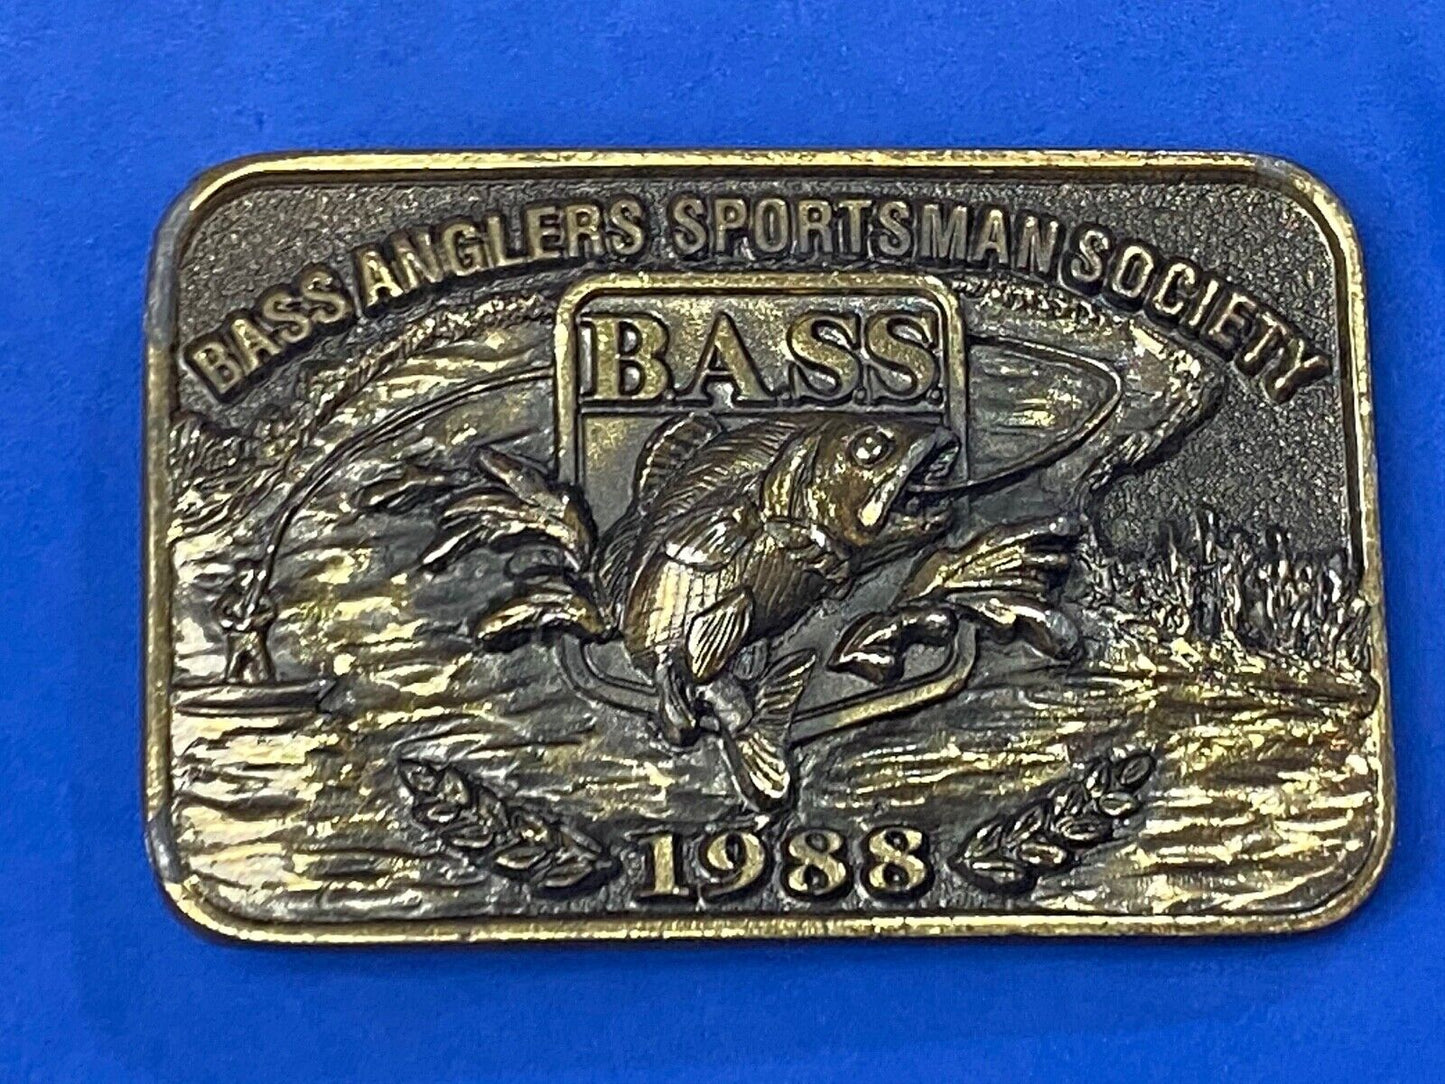 BASS ANGLERS SPORTSMAN SOCIETY
B.A.S.S.
1988